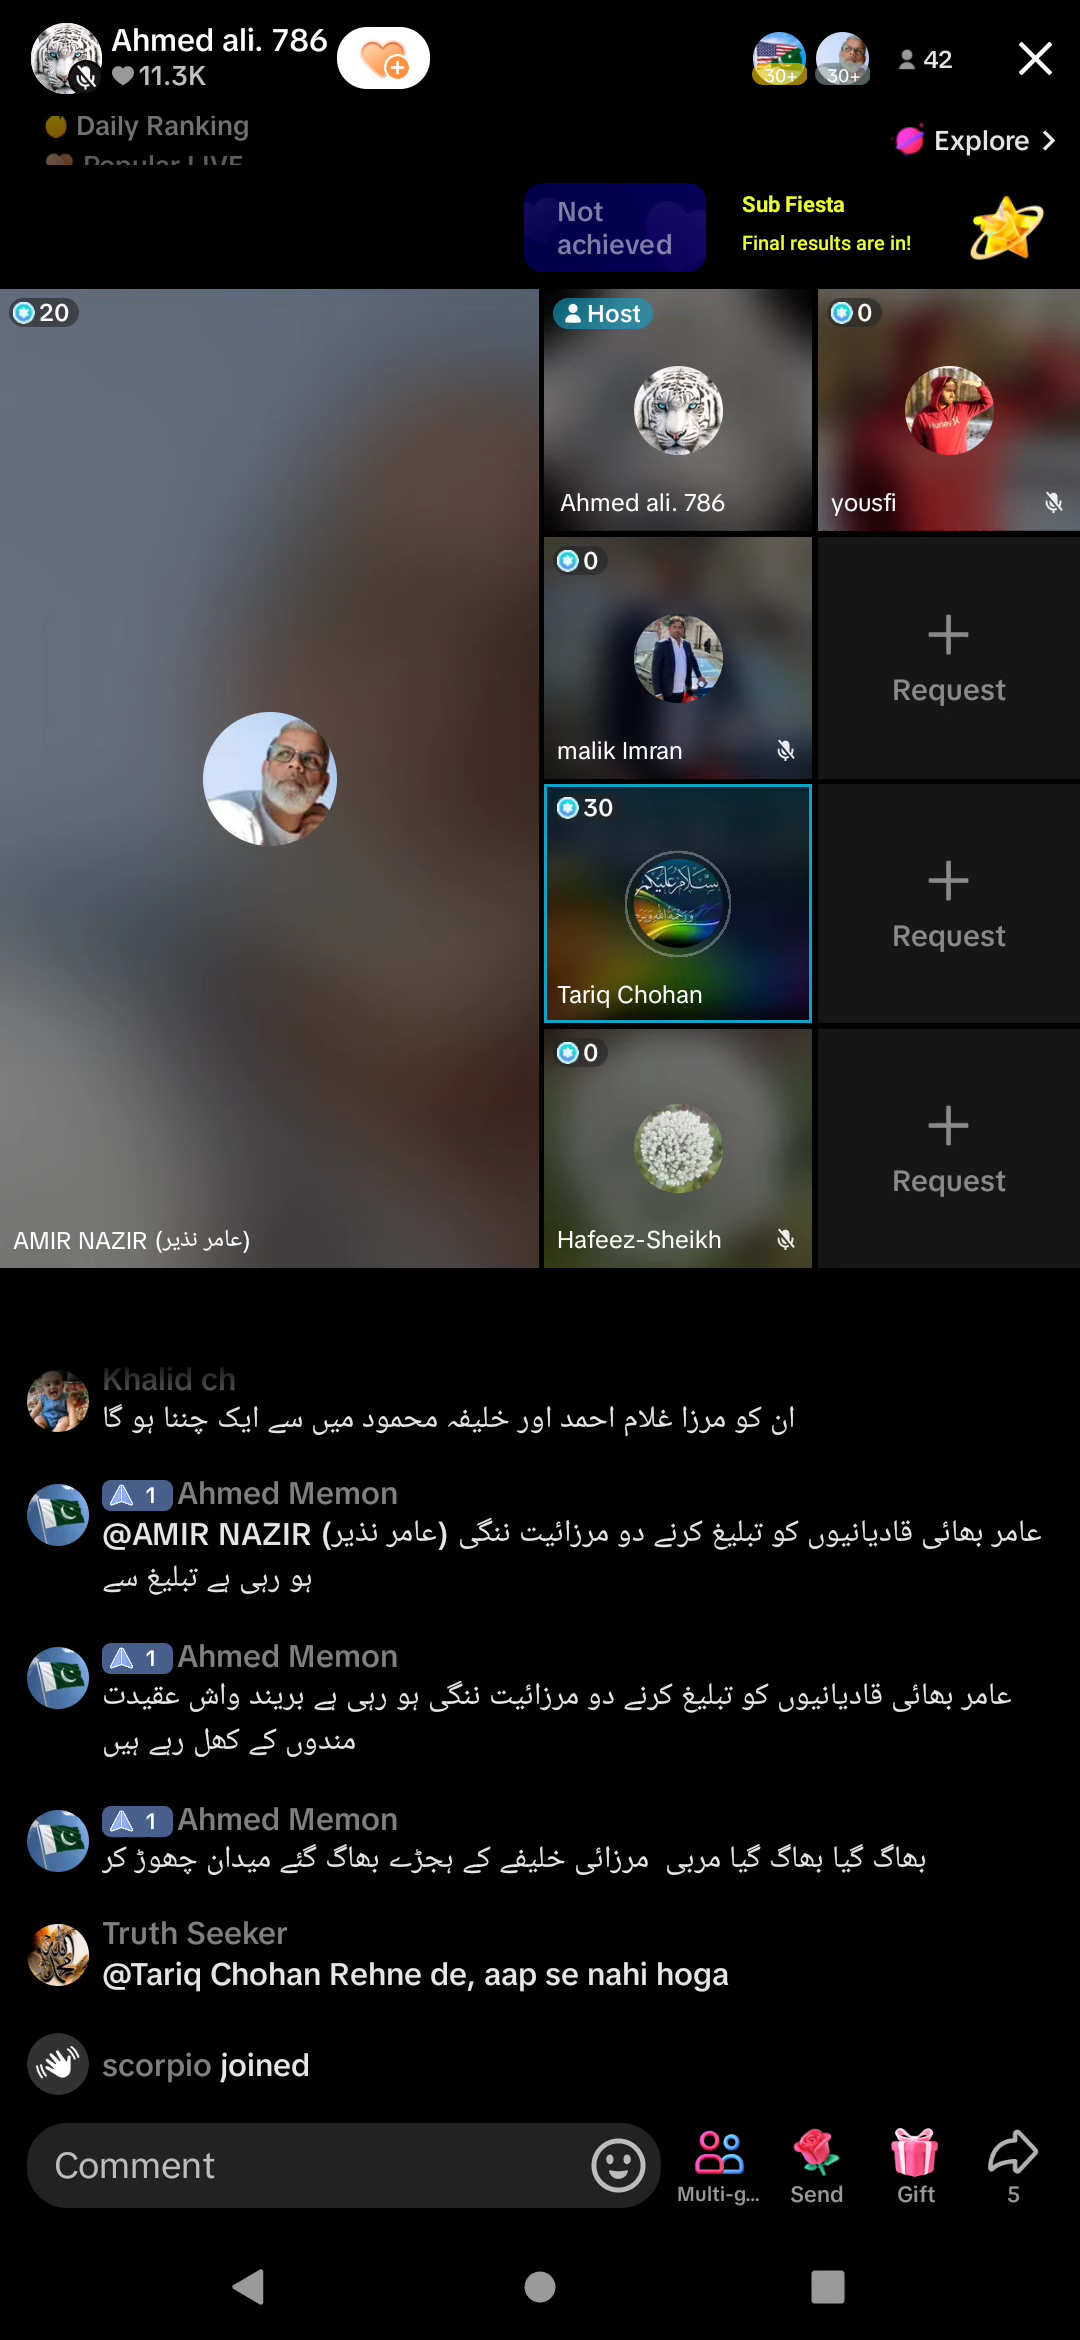 Ahmed ali. 786
11.3K
30+
30+
42
Daily Ranking
Popular LIVE
Explore
Not
achieved
Sub Fiesta
Final results are in!
20
Host
0
Ahmed ali. 786
yousfi
0
malik Imran
Request
30
Tariq Chohan
Request
0
Hafeez-Sheikh
Request
AMIR NAZIR (عامر نذیر)
Khalid ch
ان کو مرزا غلام احمد اور خلیفہ محمود میں سے ایک چننا ہو گا
1 Ahmed Memon
@AMIR NAZIR (عامر نذیر) عامر بھائی قادیانیوں کو تبلیغ کرنے دو مرزائیت ننگی
ہو رہی ہے تبلیغ سے
1 Ahmed Memon
عامر بھائی قادیانیوں کو تبلیغ کرنے دو مرزائیت ننگی ہو رہی ہے بریند واش عقیدت
مندوں کے کھل رہے ہیں
1 Ahmed Memon
بھاگ گیا بھاگ گیا مربی مرزائی خلیفے کے ہجڑے بھاگ گئے میدان چھوڑ کر
Truth Seeker
@Tariq Chohan Rehne de, aap se nahi hoga
scorpio joined
Comment
Multi-g...
Send
Gift
5